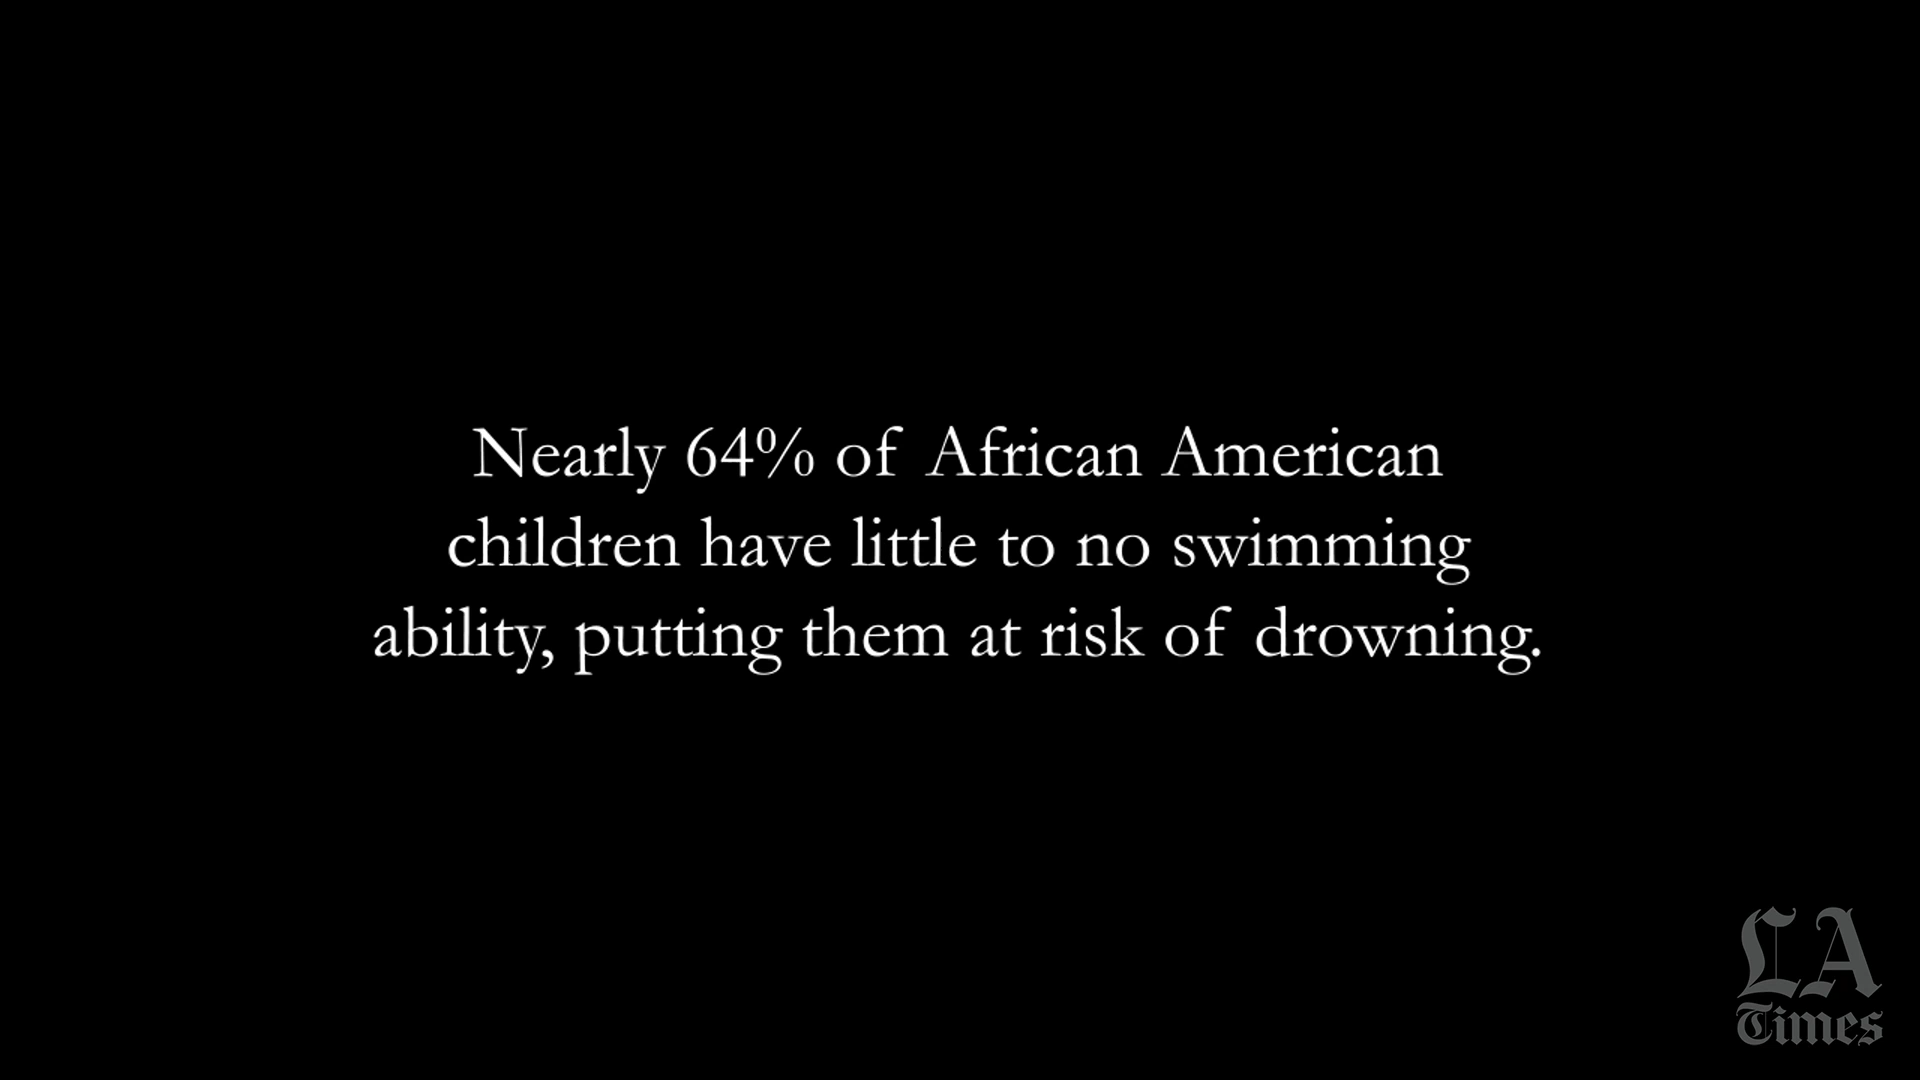 Nearly 64% of African American
children have little to no swimming
ability, putting them at risk of drowning.
LA
Times